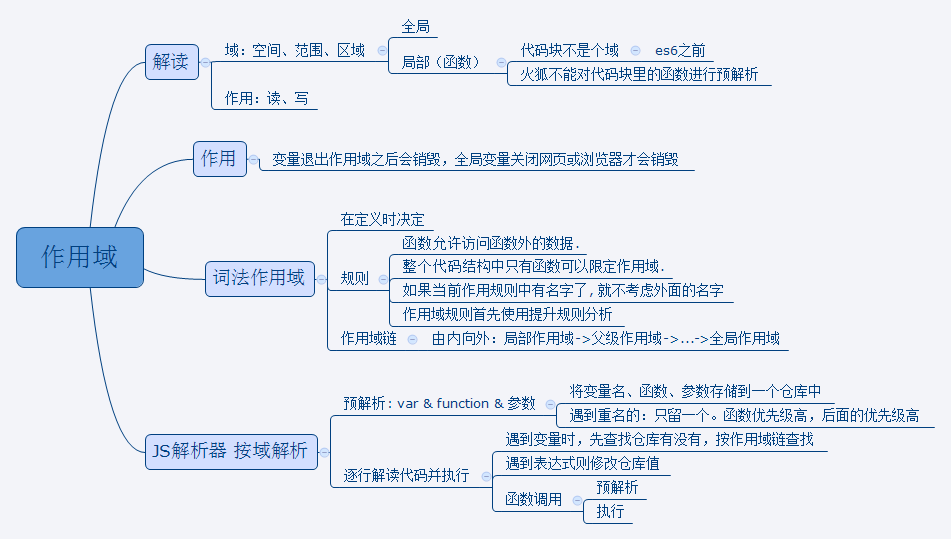 作用域
解读
域：空间、范围、区域
全局
局部（函数）
代码块不是个域
es6之前
火狐不能对代码块里的函数进行预解析
作用：读、写
作用
变量退出作用域之后会销毁，全局变量关闭网页或浏览器才会销毁
词法作用域
在定义时决定
规则
函数允许访问函数外的数据.
整个代码结构中只有函数可以限定作用域.
如果当前作用规则中有名字了,就不考虑外面的名字
作用域规则首先使用提升规则分析
作用域链
由内向外：局部作用域->父级作用域->...->全局作用域
JS解析器 按域解析
预解析：var & function & 参数
将变量名、函数、参数存储到一个仓库中
遇到重名的：只留一个。函数优先级高，后面的优先级高
逐行解读代码并执行
遇到变量时，先查找仓库有没有，按作用域链查找
遇到表达式则修改仓库值
函数调用
预解析
执行